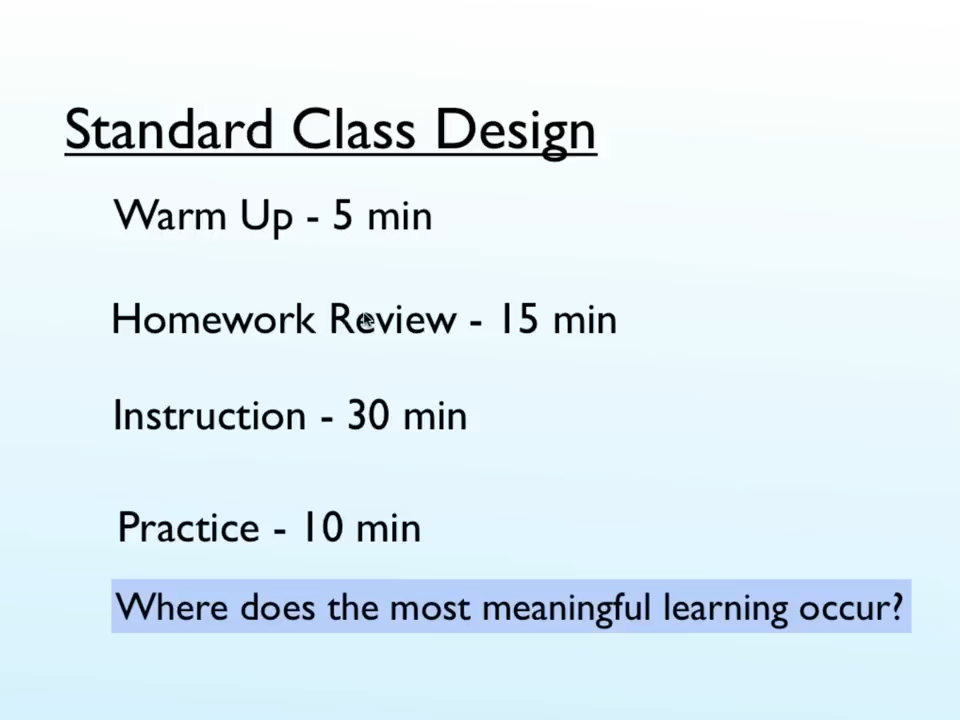 Standard Class Design
Warm Up - 5 min
Homework Review - 15 min
Instruction - 30 min
Practice - 10 min
Where does the most meaningful learning occur?